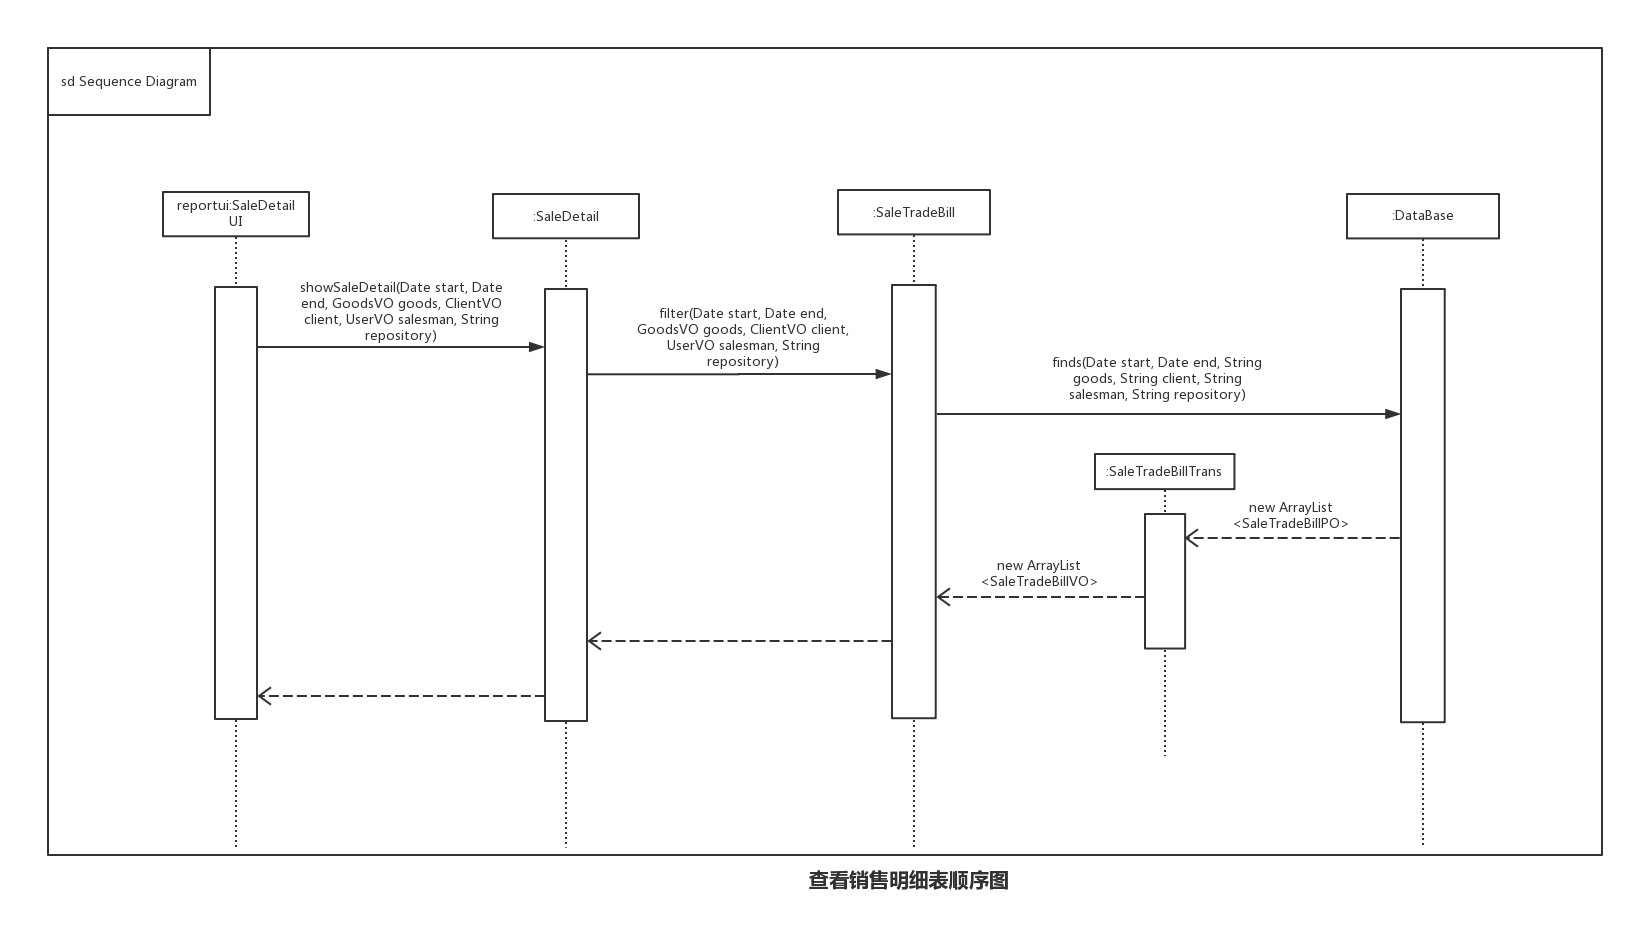 sd Sequence Diagram
reportui:SaleDetail
UI
:SaleDetail
:SaleTradeBill
:DataBase
showSaleDetail(Date start, Date
end, GoodsVO goods, ClientVO
client, UserVO salesman, String
repository)
filter(Date start, Date end,
GoodsVO goods, ClientVO client,
UserVO salesman, String
repository)
finds(Date start, Date end, String
goods, String client, String
salesman, String repository)
:SaleTradeBillTrans
new ArrayList
<SaleTradeBillPO>
new ArrayList
<SaleTradeBillVO>
查看销售明细表顺序图